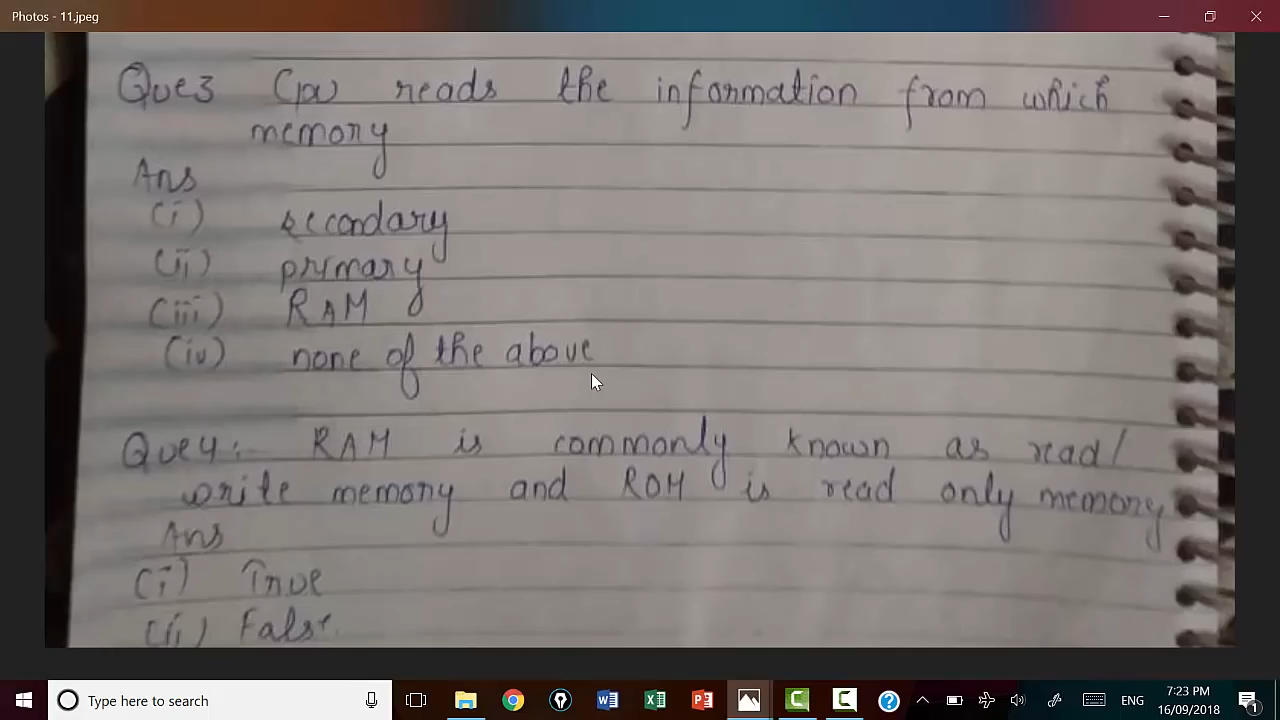 Photos - 11.jpeg
Que3 Cpu reads the information from which
memory
Ans
(i) secondary
(ii) primary
(iii) RAM
(iv) none of the above
Que4:- RAM is commonly known as read/
write memory and ROM is read only memory
Ans
(i) True
(ii) False
Type here to search
ENG
7:23 PM
16/09/2018
1